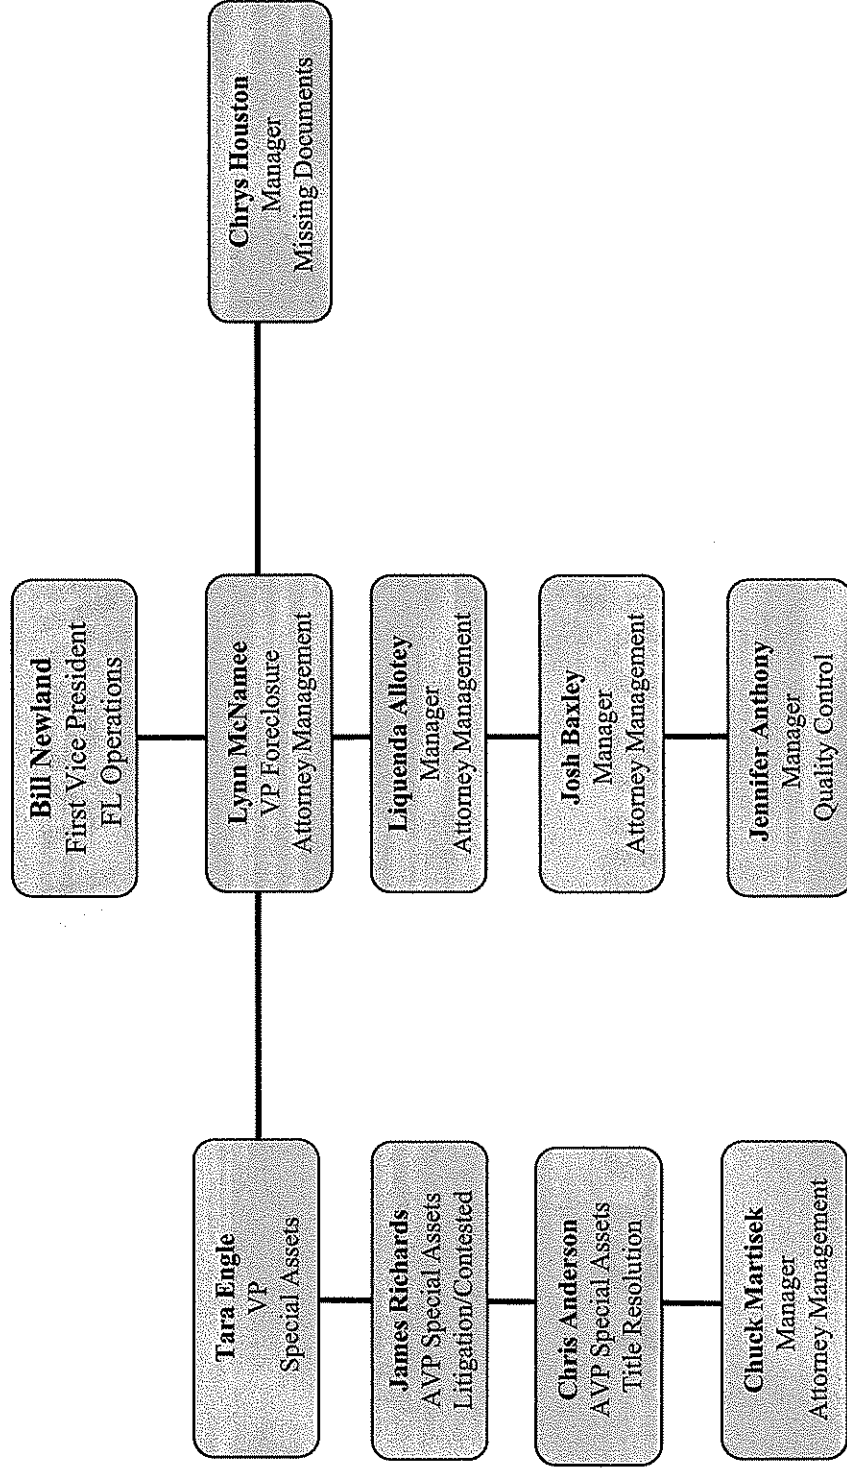 Bill Newland
First Vice President
FL Operations
Tara Engle
VP
Special Assets
Lynn McNamee
VP Foreclosure
Attorney Management
Chrys Houston
Manager
Missing Documents
James Richards
AVP Special Assets
Litigation/Contested
Liquenda Allotey
Manager
Attorney Management
Chris Anderson
AVP Special Assets
Title Resolution
Josh Baxley
Manager
Attorney Management
Chuck Martisek
Manager
Attorney Management
Jennifer Anthony
Manager
Quality Control